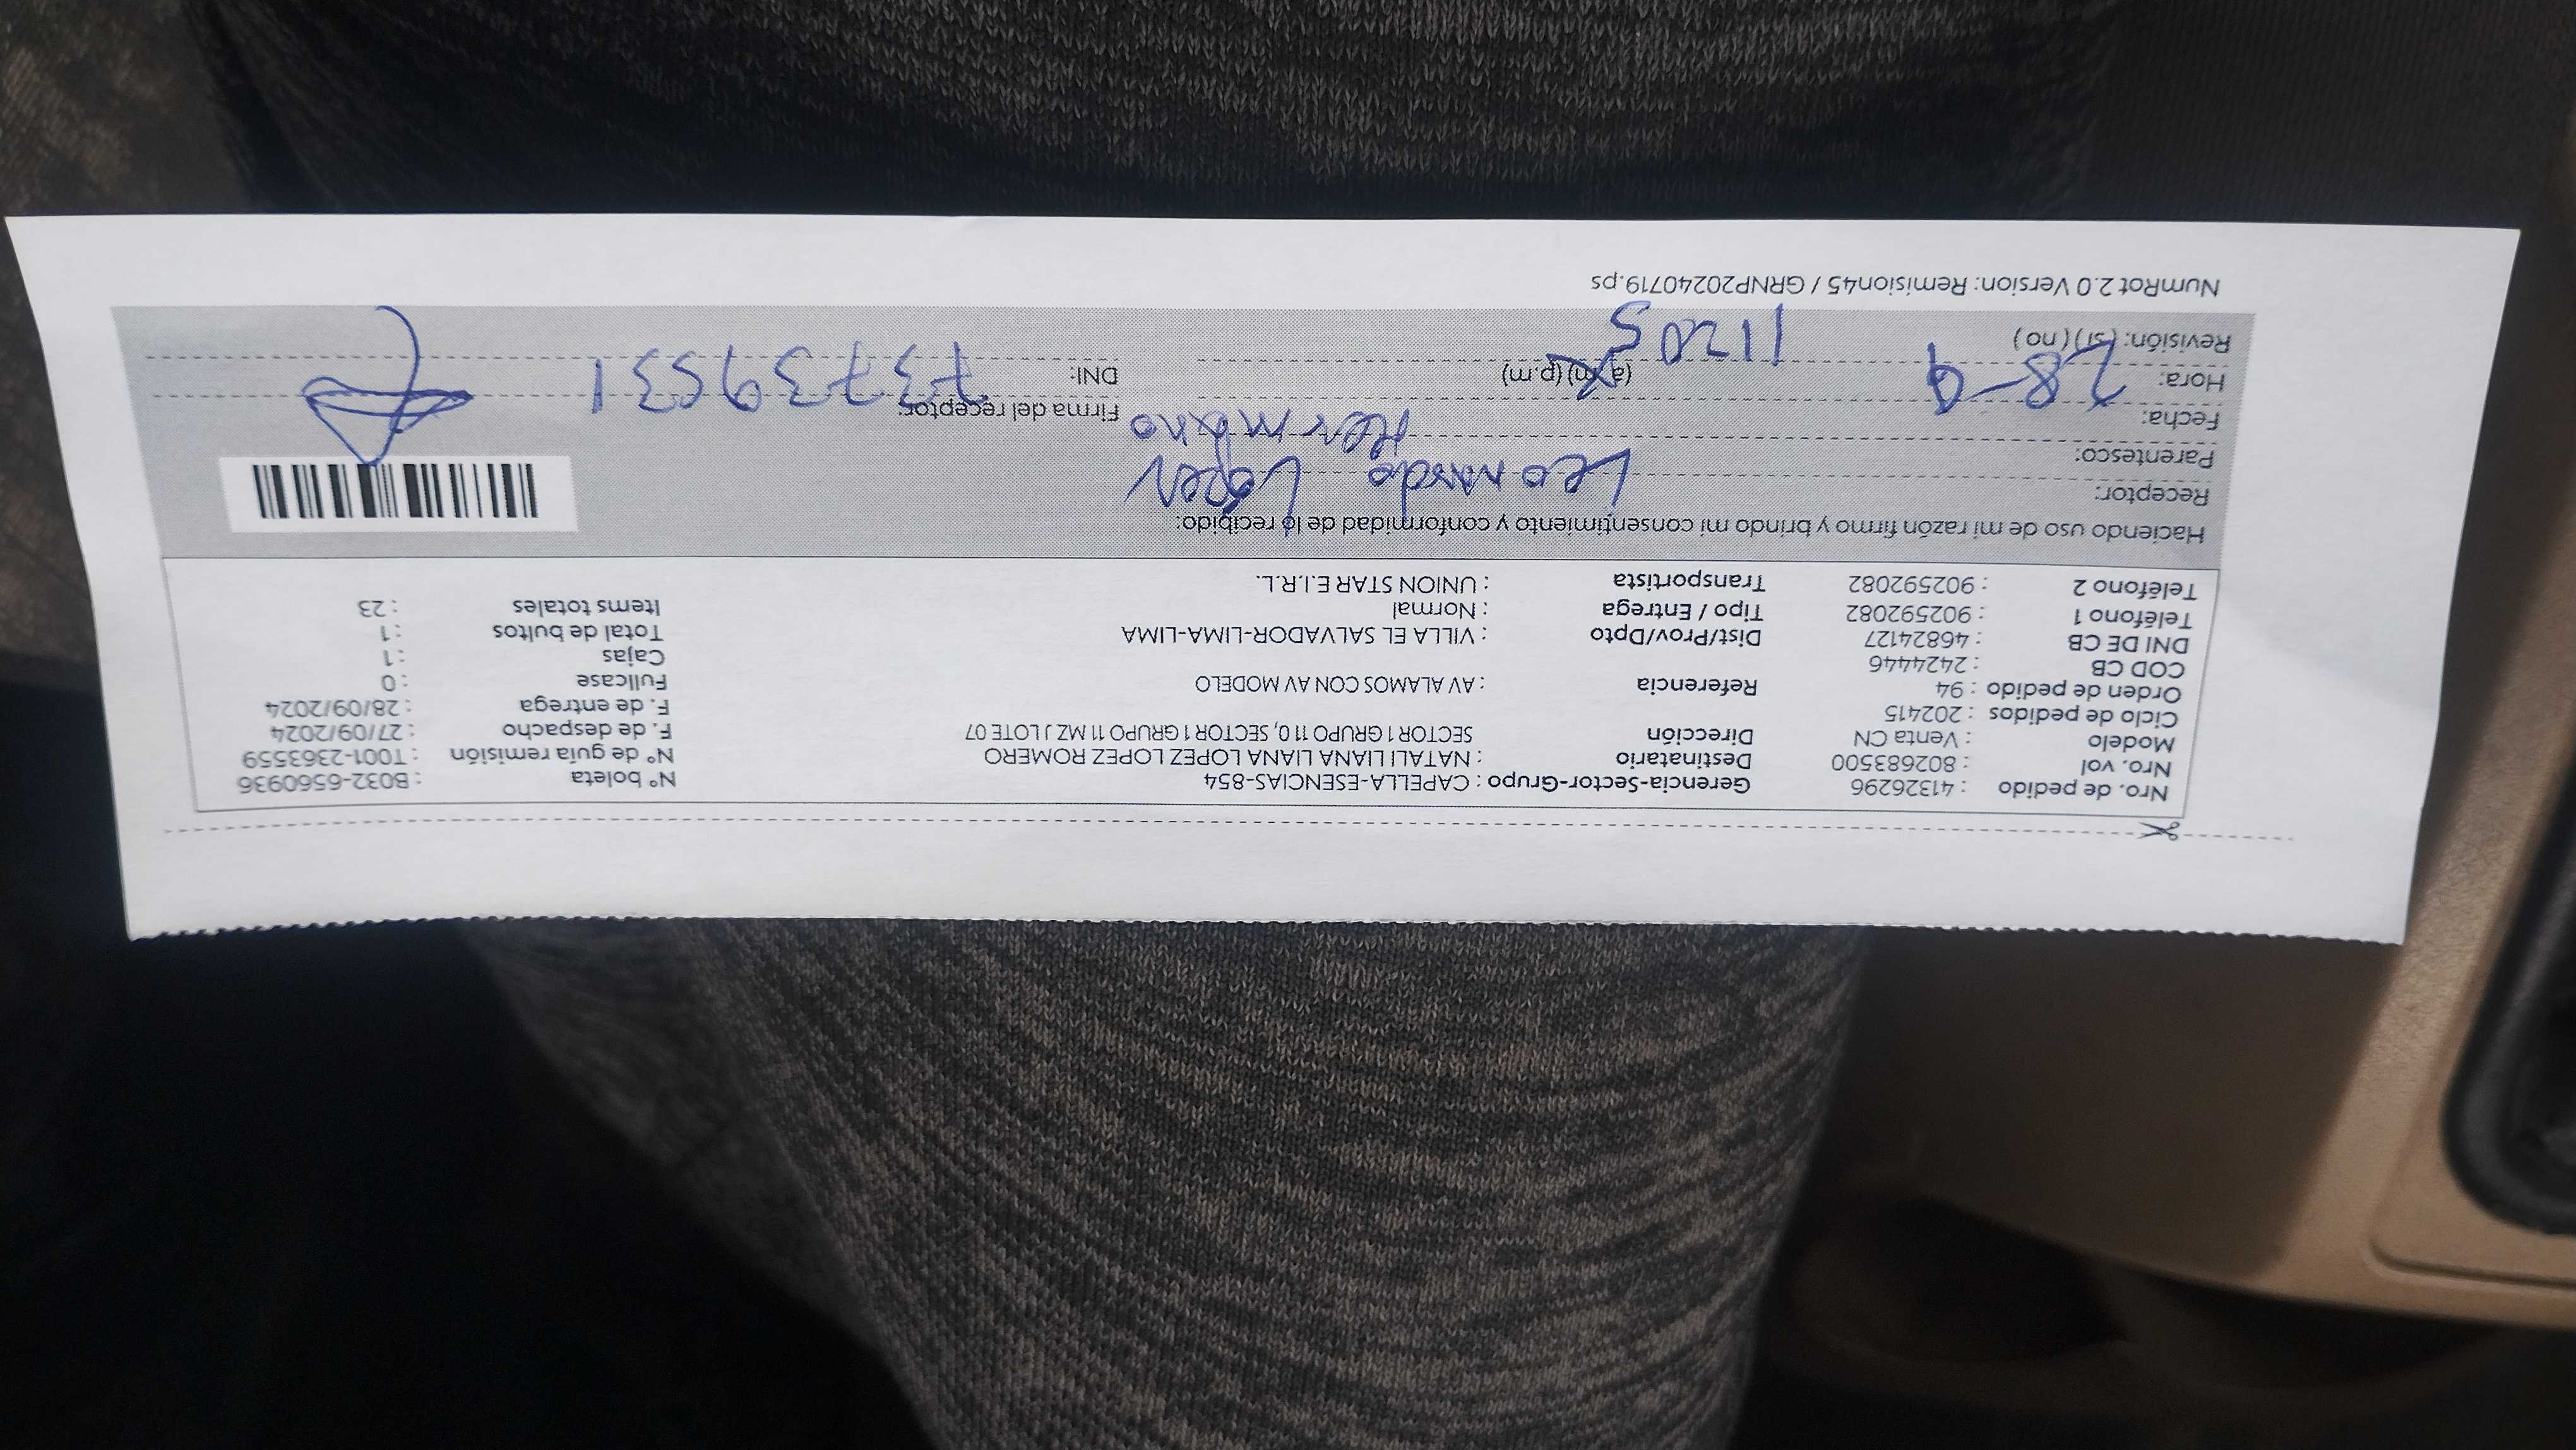 Nro. de pedido : 41326296 Gerencia-Sector-Grupo : CAPELLA-ESENCIAS-854 N° boleta : B032-6560936
Nro. vol : 802683500 Destinatario : NATALI LILIANA LILIANA LOPEZ LOPEZ ROMERO N° de guía remisión : T001-2363559
Modelo : Venta CN Dirección SECTOR 1 GRUPO 11 0, SECTOR 1 GRUPO 11 MZ J LOTE 07 F. de despacho : 27/09/2024
Ciclo de pedidos : 202415 F. de entrega : 28/09/2024
Orden de pedido : 94 Referencia : AV ALAMOS CON AV MODELO Fullcase : 0
COD CB : 2424446 Cajas : 1
DNI DE CB : 46824127 Dist/Prov/Dpto : VILLA EL SALVADOR-LIMA-LIMA Total de bultos : 1
Teléfono 1 : 902592082 Tipo / Entrega : Normal Items totales : 23
Teléfono 2 : 902592082 Transportista : UNION STAR E.I.R.L.
Haciendo uso de mi razón firmo y brindo mi consentimiento y conformidad de lo recibido:
Receptor: Leonardo Lopez
Parentesco: Hermano
Fecha: 28-9 Firma del receptor:
Hora: (a.m) (p.m) DNI: 73739531
Revisión: (si) (no) 1120
NumRot 2.0 Version: Remision45 / GRNP20240719.ps